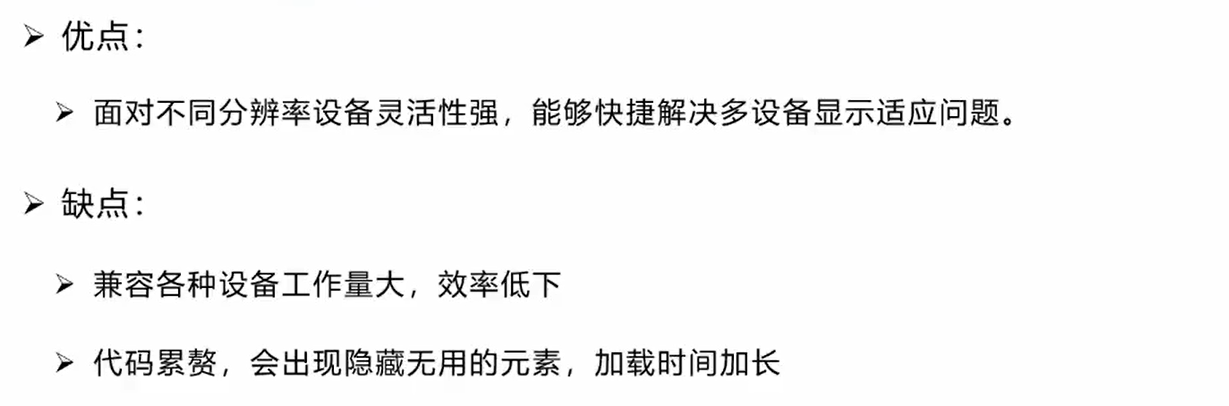 ➢ 优点：
➢ 面对不同分辨率设备灵活性强，能够快捷解决多设备显示适应问题。
➢ 缺点：
➢ 兼容各种设备工作量大，效率低下
➢ 代码累赘，会出现隐藏无用的元素，加载时间加长